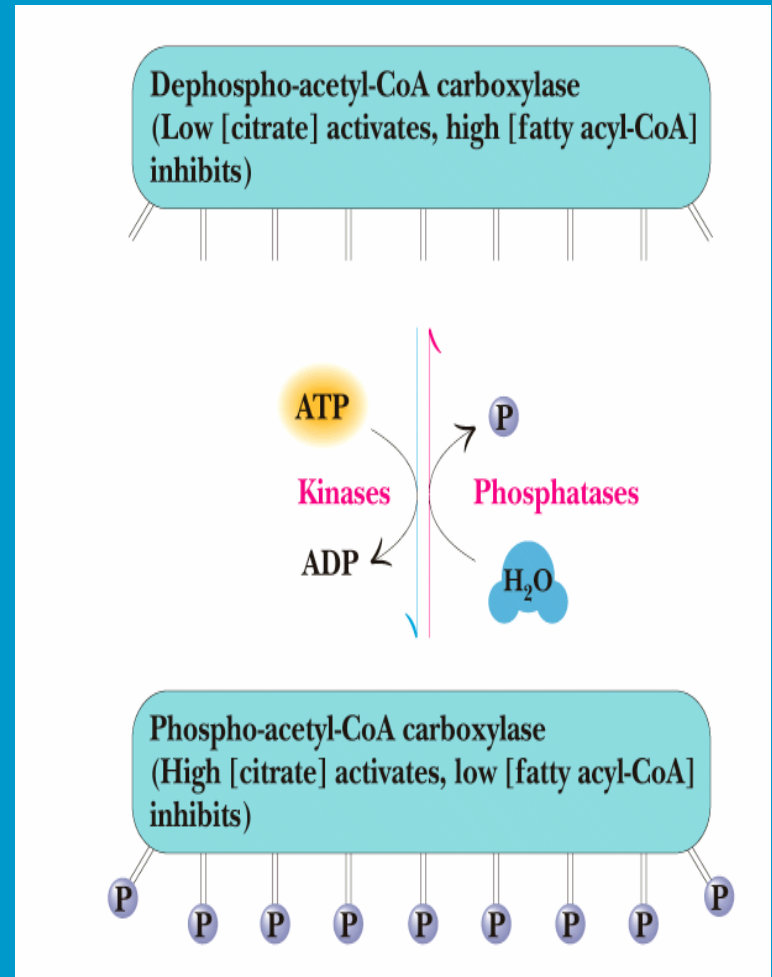 Dephospho-acetyl-CoA carboxylase
(Low [citrate] activates, high [fatty acyl-CoA]
inhibits)
ATP
P
Kinases
Phosphatases
ADP
H₂O
Phospho-acetyl-CoA carboxylase
(High [citrate] activates, low [fatty acyl-CoA]
inhibits)
P P P P P P P P P